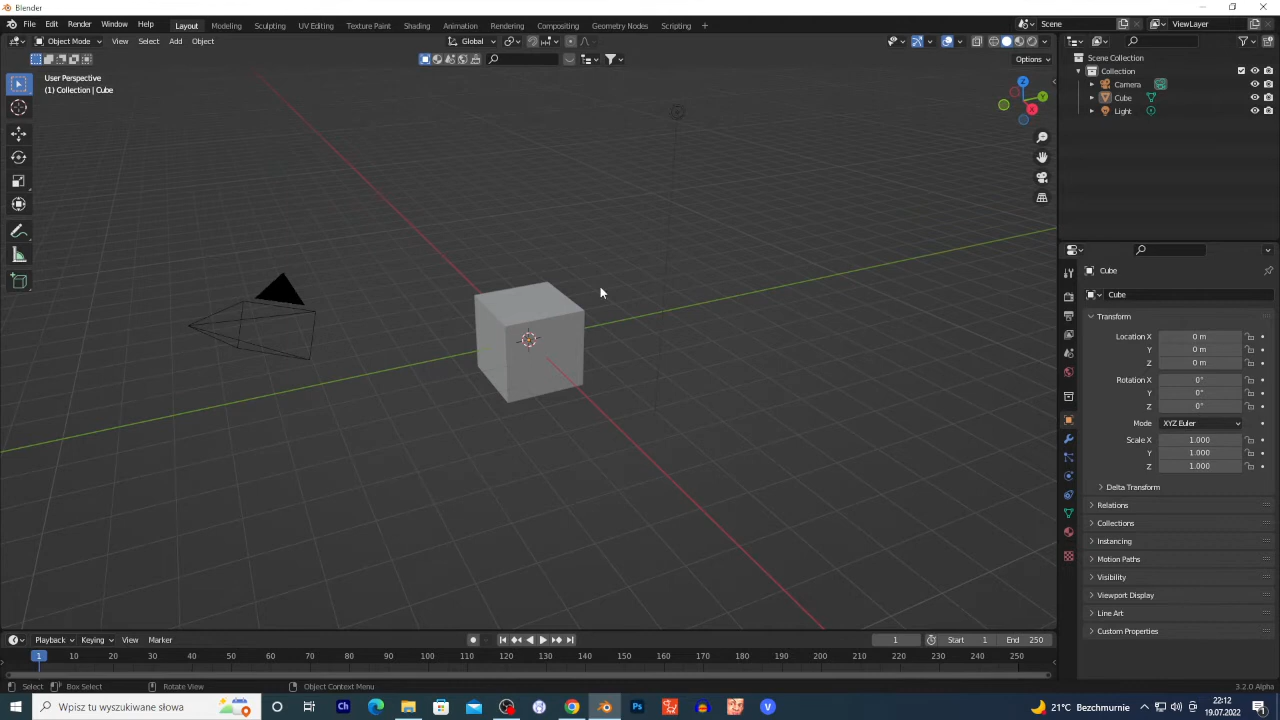 Blender
File Edit Render Window Help Layout Modeling Sculpting UV Editing Texture Paint Shading Animation Rendering Compositing Geometry Nodes Scripting + Scene ViewLayer
Object Mode View Select Add Object Global
Options
User Perspective
(1) Collection | Cube
Z
Y
X
Scene Collection
Collection
Camera
Cube
Light
Cube
Cube
Transform
Location X 0 m
Y 0 m
Z 0 m
Rotation X 0°
Y 0°
Z 0°
Mode XYZ Euler
Scale X 1.000
Y 1.000
Z 1.000
Delta Transform
Relations
Collections
Instancing
Motion Paths
Visibility
Viewport Display
Line Art
Custom Properties
Playback Keying View Marker 1 Start 1 End 250
1 10 20 30 40 50 60 70 80 90 100 110 120 130 140 150 160 170 180 190 200 210 220 230 240 250
Select Box Select Rotate View Object Context Menu 3.2.0 Alpha
Wpisz tu wyszukiwane słowa Ch Ps V 21°C Bezchmurnie 22:12
19.07.2022